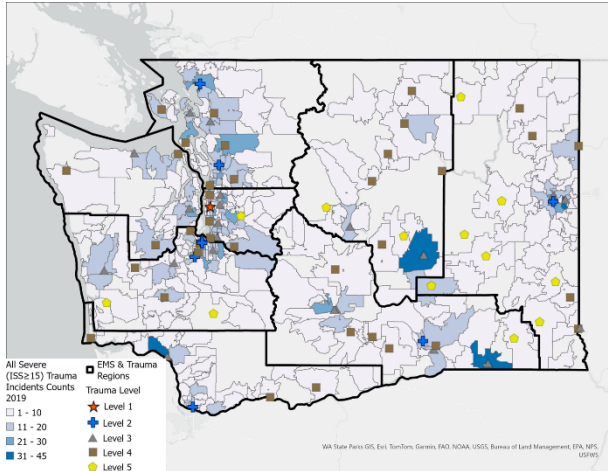 All Severe
(ISS≥15) Trauma
Incidents Counts
2019
1 - 10
11 - 20
21 - 30
31 - 45
EMS & Trauma
Regions
Trauma Level
Level 1
Level 2
Level 3
Level 4
Level 5
WA State Parks GIS, Esri, TomTom, Garmin, FAO, NOAA, USGS, Bureau of Land Management, EPA, NPS,
USFWS